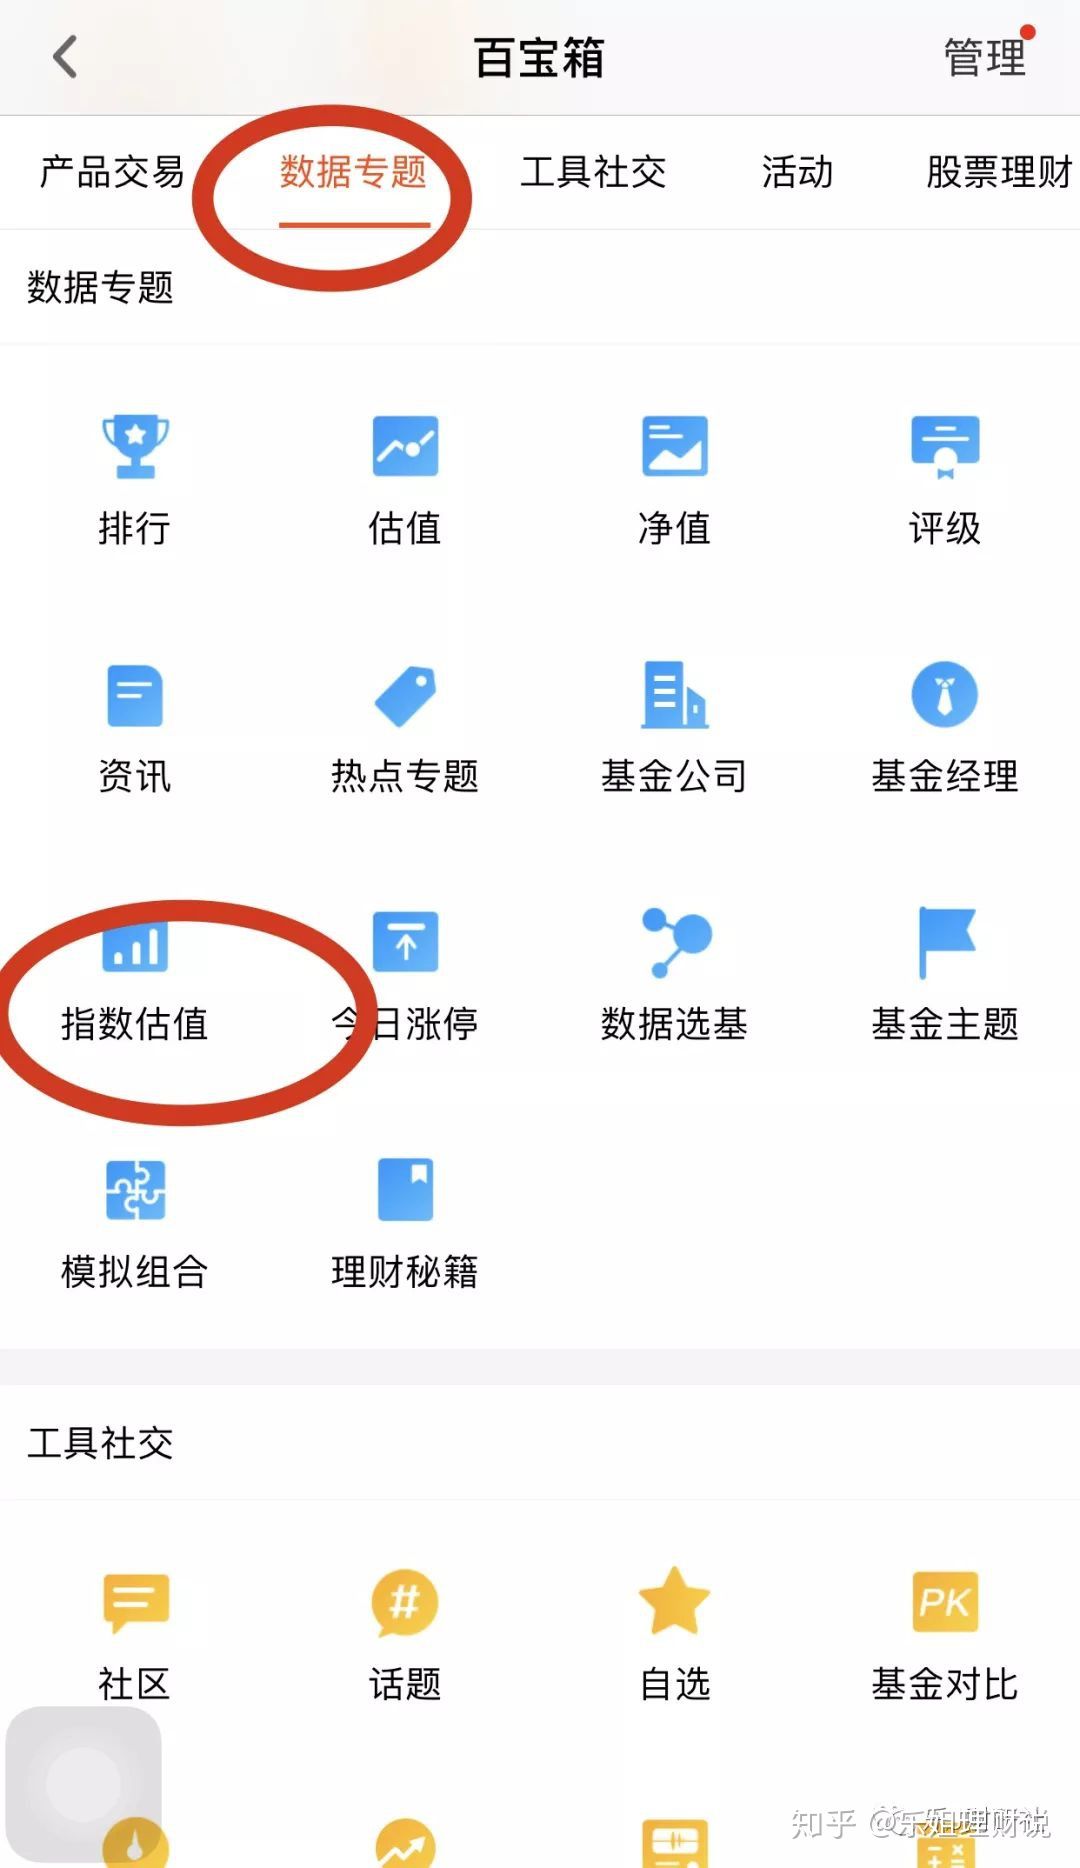 百宝箱
管理
产品交易 数据专题 工具社交 活动 股票理财
数据专题
排行 估值 净值 评级
资讯 热点专题 基金公司 基金经理
指数估值 今日涨停 数据选基 基金主题
模拟组合 理财秘籍
工具社交
#
PK
社区 话题 自选 基金对比
知乎 @乐姐理财说